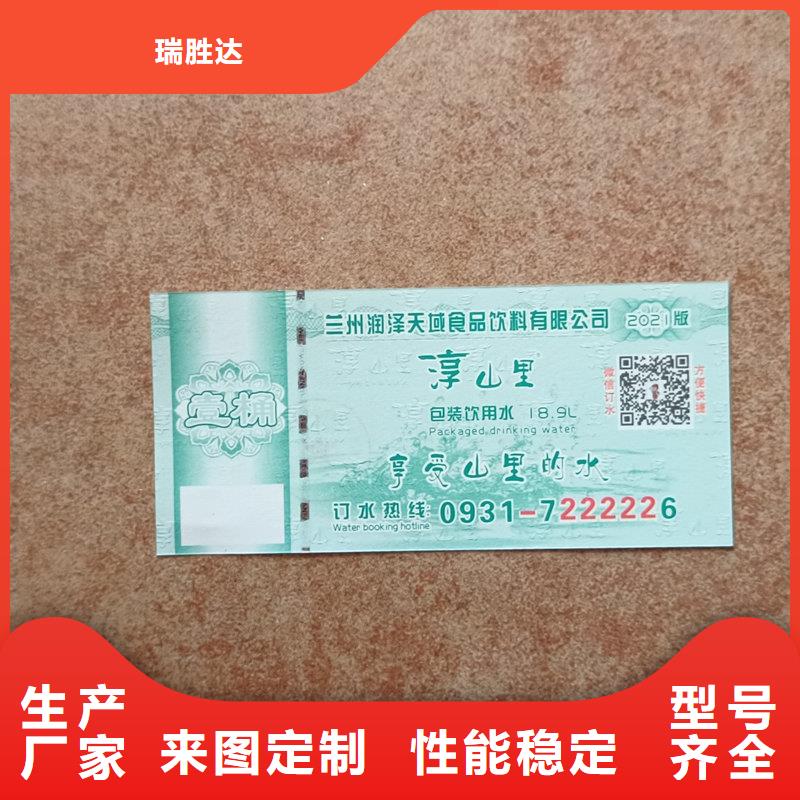 瑞胜达
兰州润泽天域食品饮料有限公司 2021版
淳山里
包装饮用水 18.9L
Packaged drinking water
微信订水
方便快捷
壹桶
享受山里的水
订水热线: 0931-7222226
Water booking hotline
生产厂家
来图定制
性能稳定
型号齐全